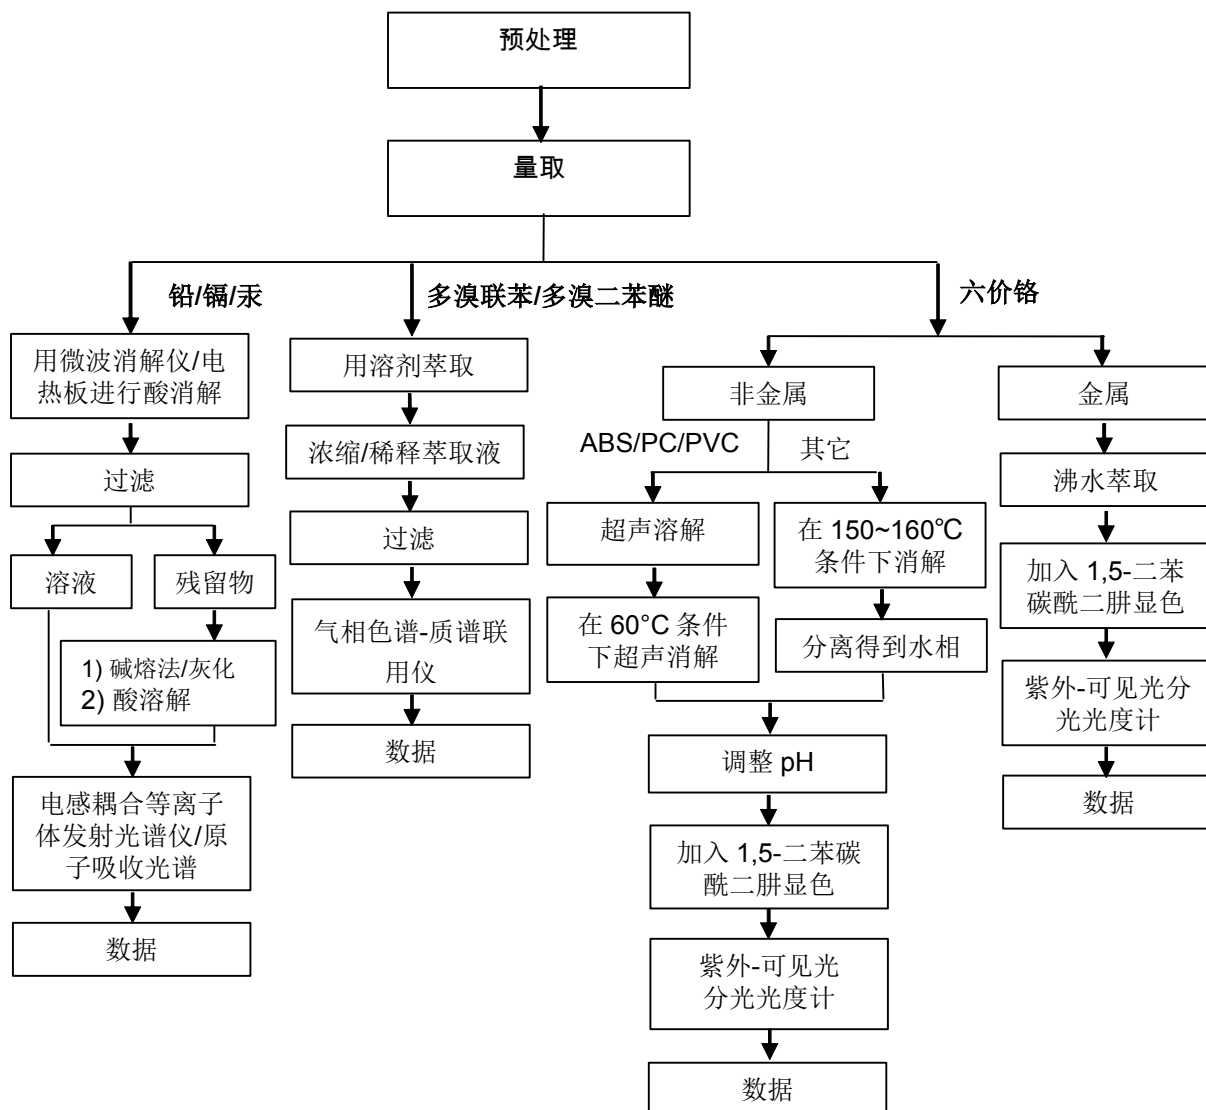 预处理
量取
铅/镉/汞
用微波消解仪/电
热板进行酸消解
过滤
溶液
残留物
1) 碱熔法/灰化
2) 酸溶解
电感耦合等离子
体发射光谱仪/原
子吸收光谱
数据
多溴联苯/多溴二苯醚
用溶剂萃取
浓缩/稀释萃取液
过滤
气相色谱-质谱联
用仪
数据
六价铬
非金属
ABS/PC/PVC
其它
超声溶解
在 60°C 条件
下超声消解
在 150~160℃
条件下消解
分离得到水相
调整 pH
加入 1,5-二苯碳
酰二肼显色
紫外-可见光
分光光度计
数据
金属
沸水萃取
加入 1,5-二苯
碳酰二肼显色
紫外-可见光分
光光度计
数据